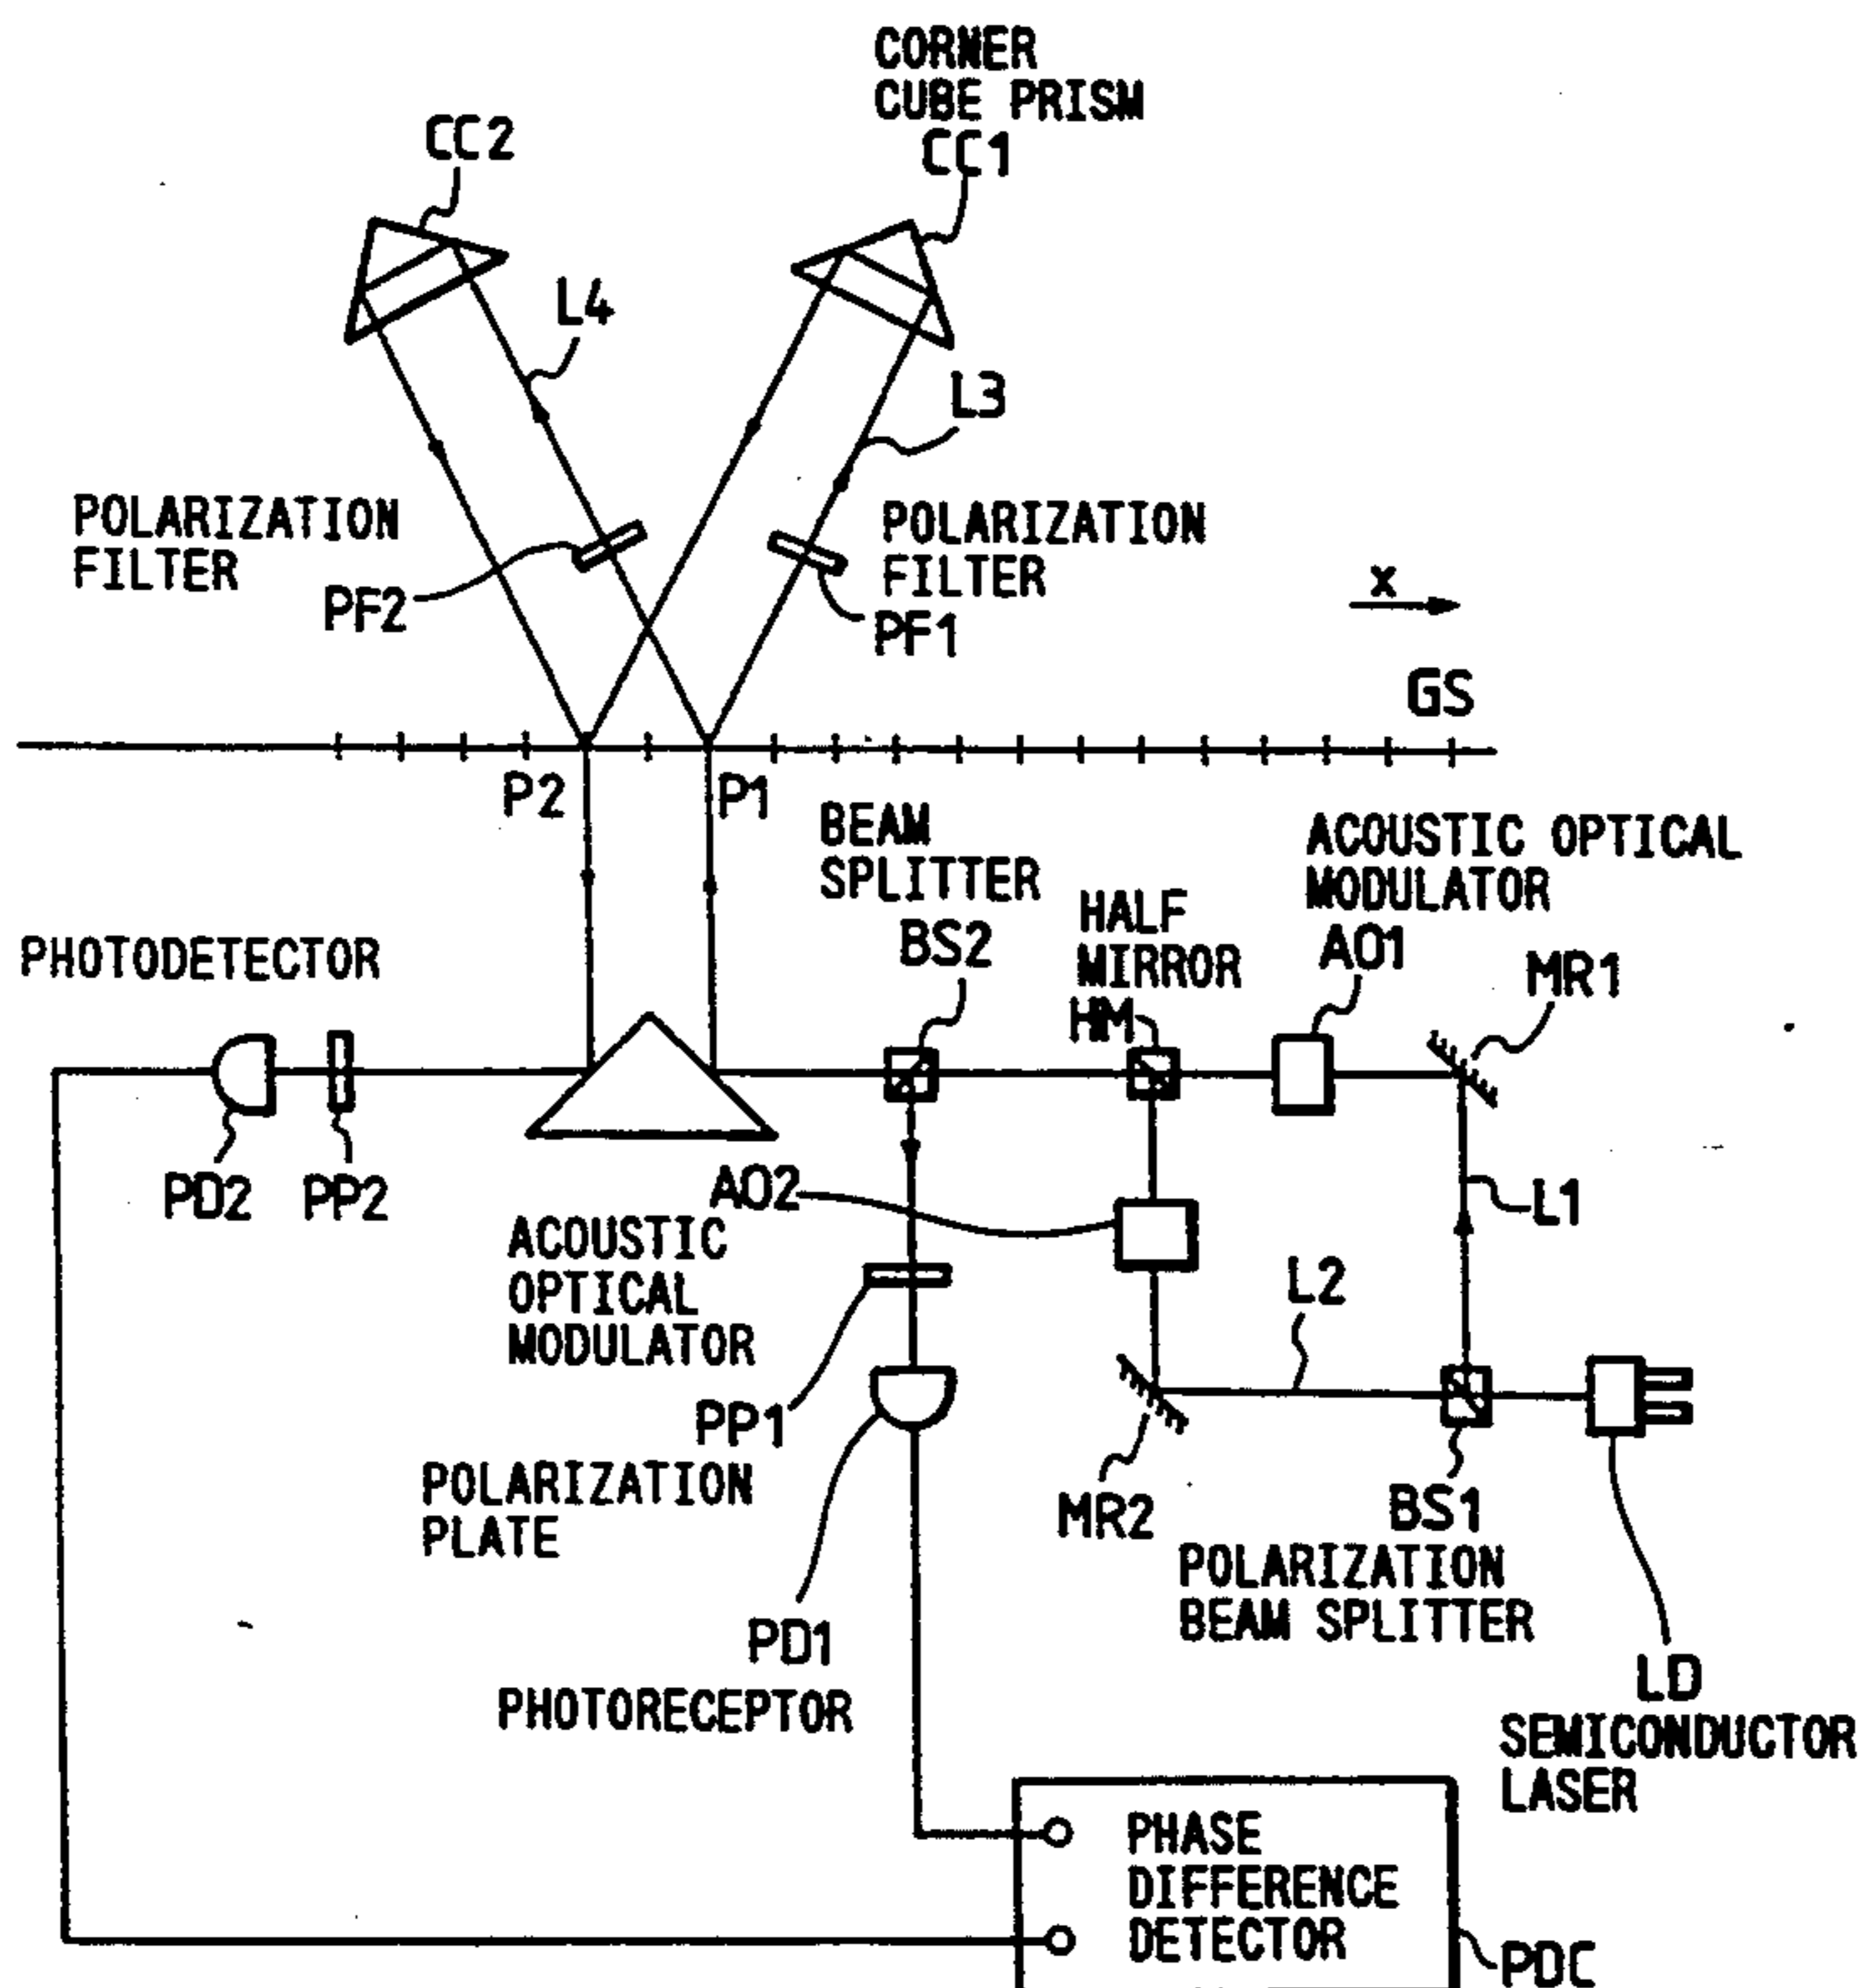 CORNER
CUBE PRISM
CC1
CC2
L4
L3
POLARIZATION
FILTER
PF2
POLARIZATION
FILTER
PF1
X
GS
P2
P1
BEAM
SPLITTER
BS2
ACOUSTIC OPTICAL
MODULATOR
AO1
HALF
MIRROR
HM
MR1
PHOTODETECTOR
PD2
PP2
AO2
ACOUSTIC
OPTICAL
MODULATOR
L1
L2
PP1
POLARIZATION
PLATE
MR2
BS1
POLARIZATION
BEAM SPLITTER
PD1
PHOTORECEPTOR
LD
SEMICONDUCTOR
LASER
PHASE
DIFFERENCE
DETECTOR
PDC